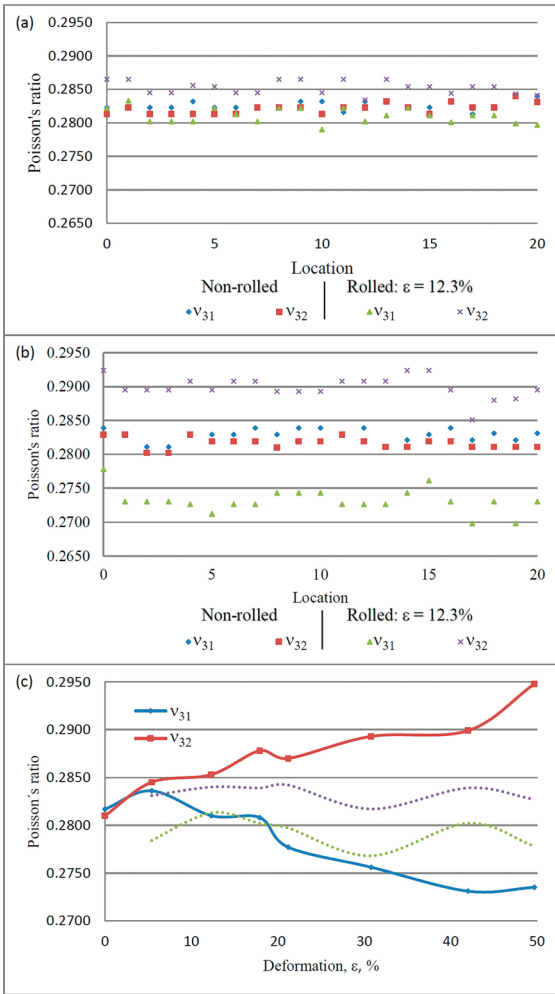 (a)
0.2950
0.2900
0.2850
0.2800
0.2750
0.2700
0.2650
Poisson's ratio
0 5 10 15 20
Location
Non-rolled Rolled: ε = 12.3%
ν31 ν32 ν31 ν32
(b)
0.2950
0.2900
0.2850
0.2800
0.2750
0.2700
0.2650
Poisson's ratio
0 5 10 15 20
Location
Non-rolled Rolled: ε = 12.3%
ν31 ν32 ν31 ν32
(c)
0.2950
0.2900
0.2850
0.2800
0.2750
0.2700
Poisson's ratio
ν31
ν32
0 10 20 30 40 50
Deformation, ε, %